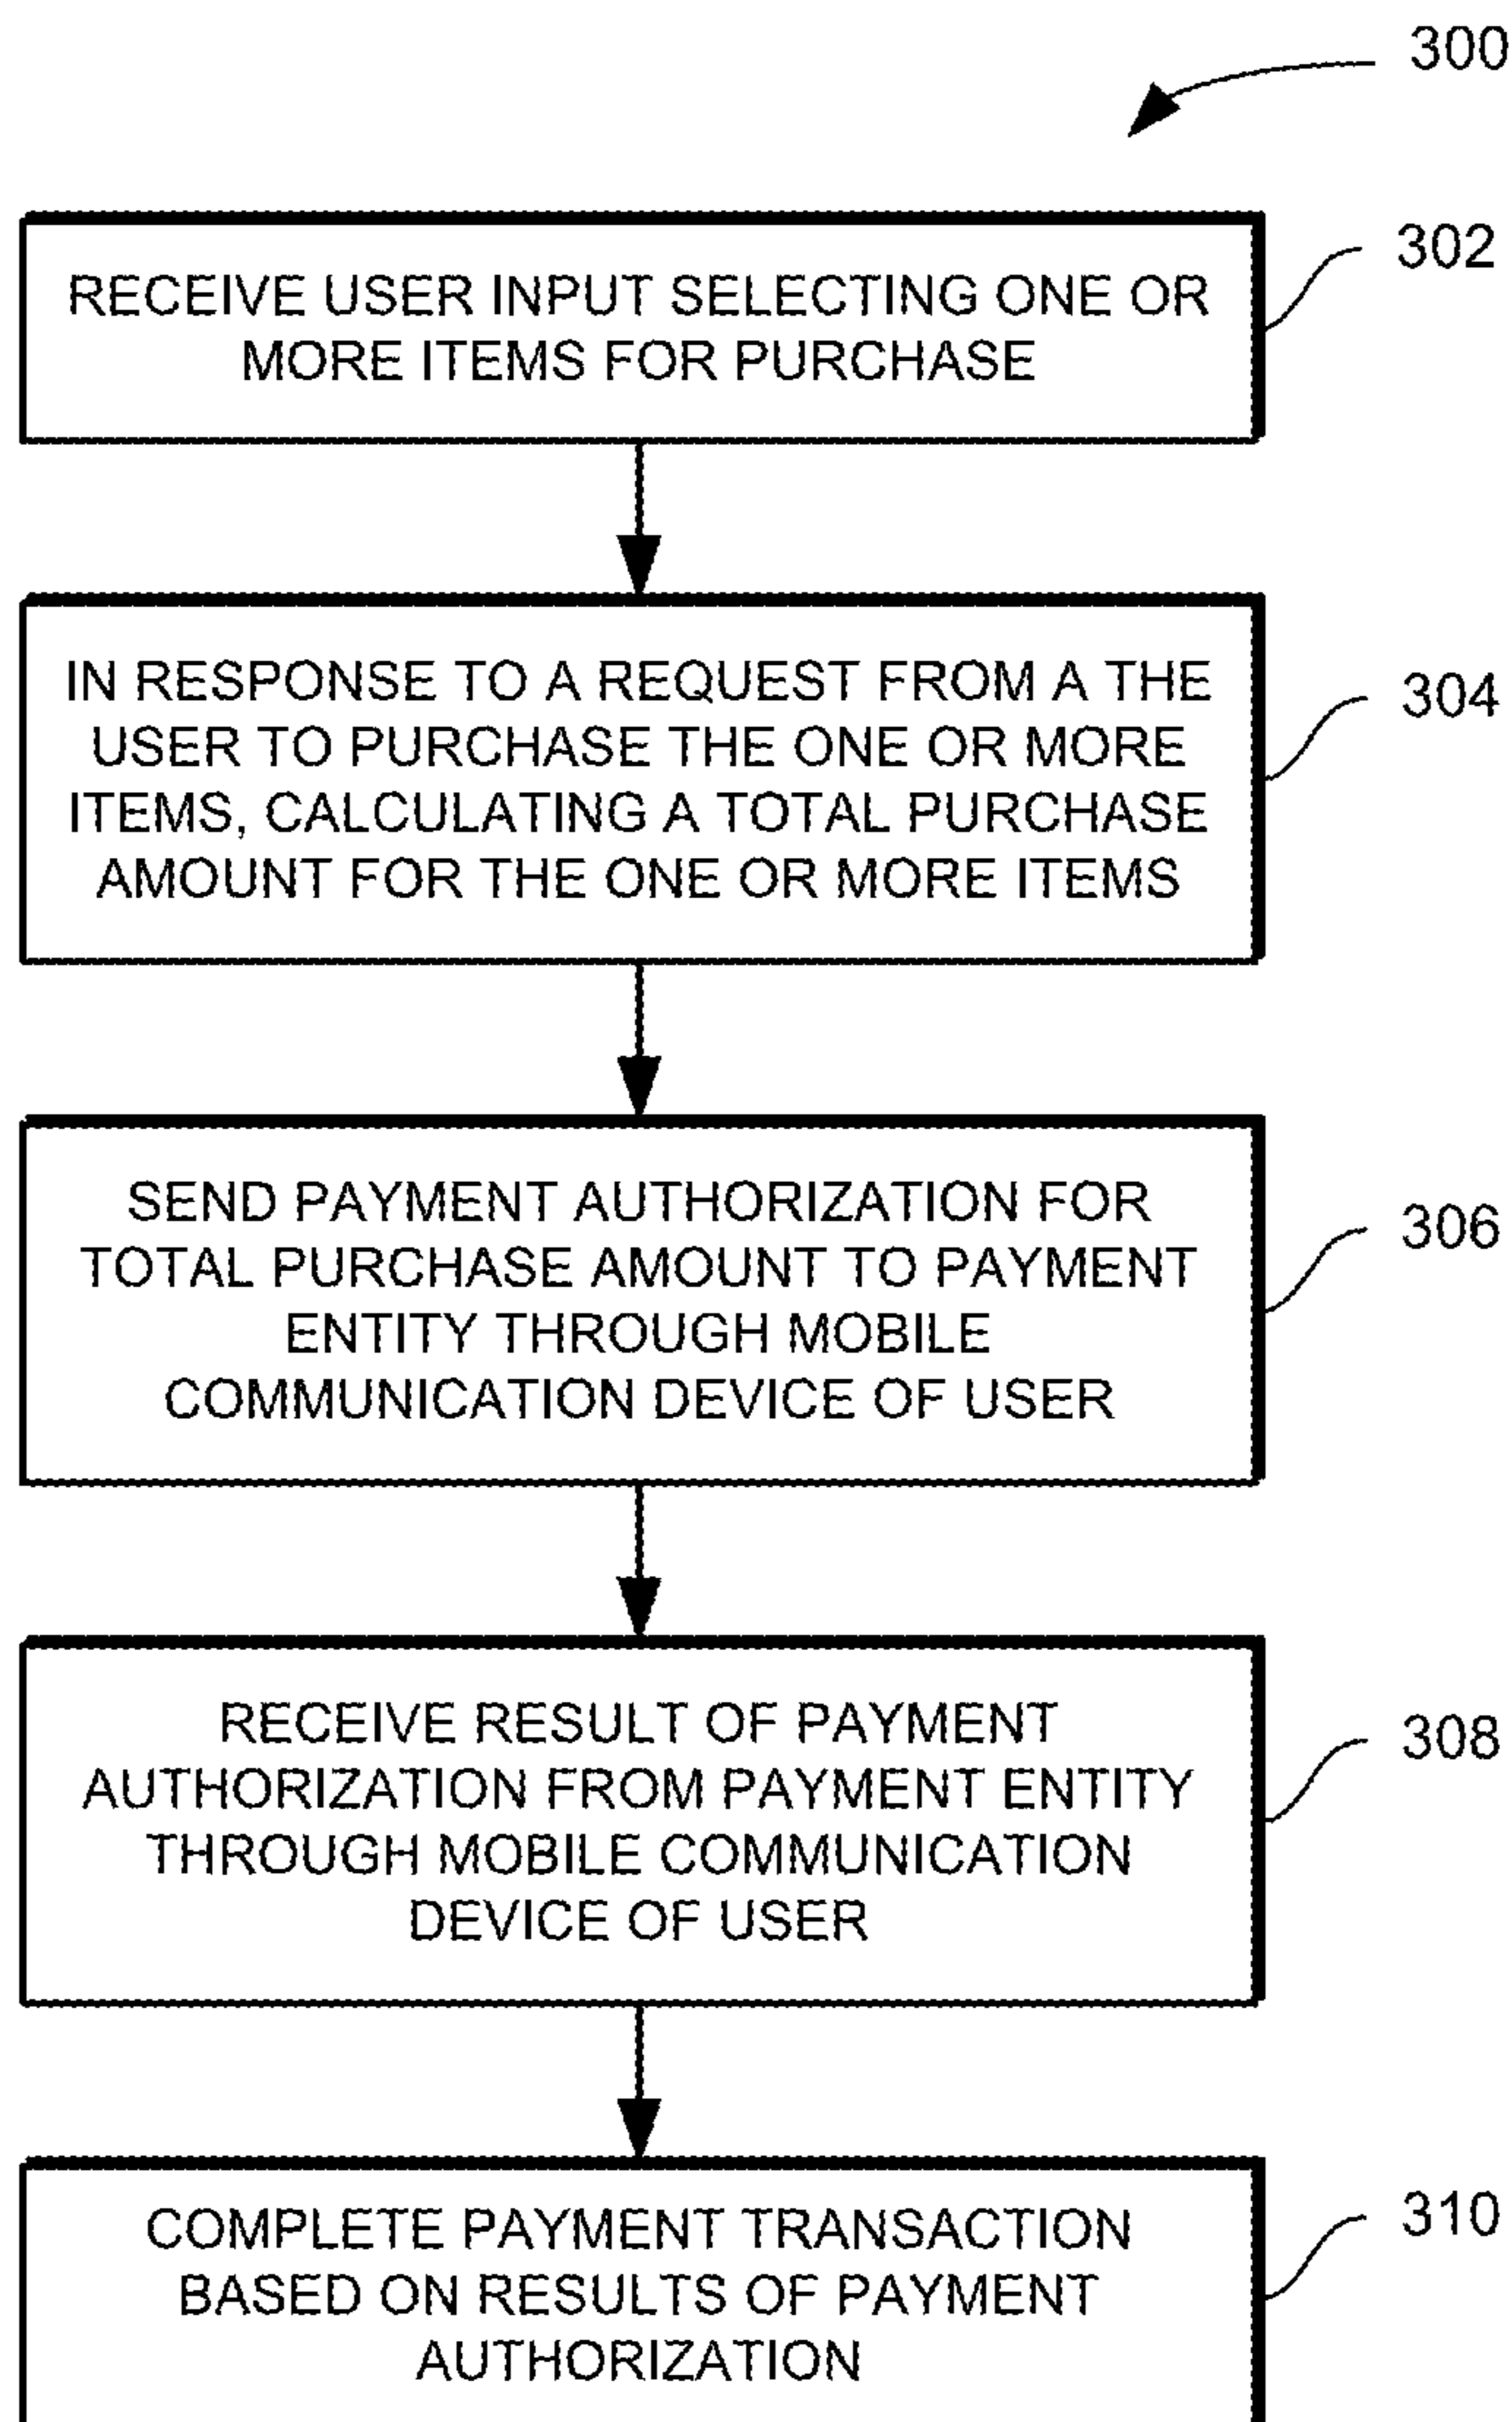 300
RECEIVE USER INPUT SELECTING ONE OR
MORE ITEMS FOR PURCHASE
302
IN RESPONSE TO A REQUEST FROM A THE
USER TO PURCHASE THE ONE OR MORE
ITEMS, CALCULATING A TOTAL PURCHASE
AMOUNT FOR THE ONE OR MORE ITEMS
304
SEND PAYMENT AUTHORIZATION FOR
TOTAL PURCHASE AMOUNT TO PAYMENT
ENTITY THROUGH MOBILE
COMMUNICATION DEVICE OF USER
306
RECEIVE RESULT OF PAYMENT
AUTHORIZATION FROM PAYMENT ENTITY
THROUGH MOBILE COMMUNICATION
DEVICE OF USER
308
COMPLETE PAYMENT TRANSACTION
BASED ON RESULTS OF PAYMENT
AUTHORIZATION
310